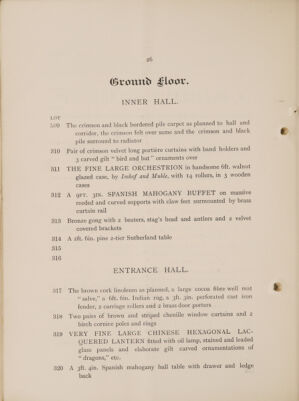 26
Ground Floor.
INNER HALL.
LOT
309 The crimson and black bordered pile carpet as planned to hall and
corridor, the crimson felt over same and the crimson and black
pile surround to radiator
310 Pair of crimson velvet long portière curtains with band holders and
3 carved gilt "bird and bat" ornaments over
311 THE FINE LARGE ORCHESTRION in handsome 6ft. walnut
glazed case, by Imhof and Mukle, with 14 rollers, in 3 wooden
cases
312 A 9FT. 3IN. SPANISH MAHOGANY BUFFET on massive
reeded and carved supports with claw feet surmounted by brass
curtain rail
313 Bronze gong with 2 beaters, stag's head and antlers and 2 velvet
covered brackets
314 A 2ft. 6in. pine 2-tier Sutherland table
315
316
ENTRANCE HALL.
317 The brown cork linoleum as planned, a large cocoa fibre well mat
"salve," a 6ft. 6in. Indian rug, a 3ft. 3in. perforated cast iron
fender, 2 carriage rollers and 2 brass door porters
318 Two pairs of brown and striped chenille window curtains and 2
birch cornice poles and rings
319 VERY FINE LARGE CHINESE HEXAGONAL LAC-
QUERED LANTERN fitted with oil lamp, stained and leaded
glass panels and elaborate gilt carved ornamentations of
"dragons," etc.
320 A 3ft. 4in. Spanish mahogany hall table with drawer and ledge
back